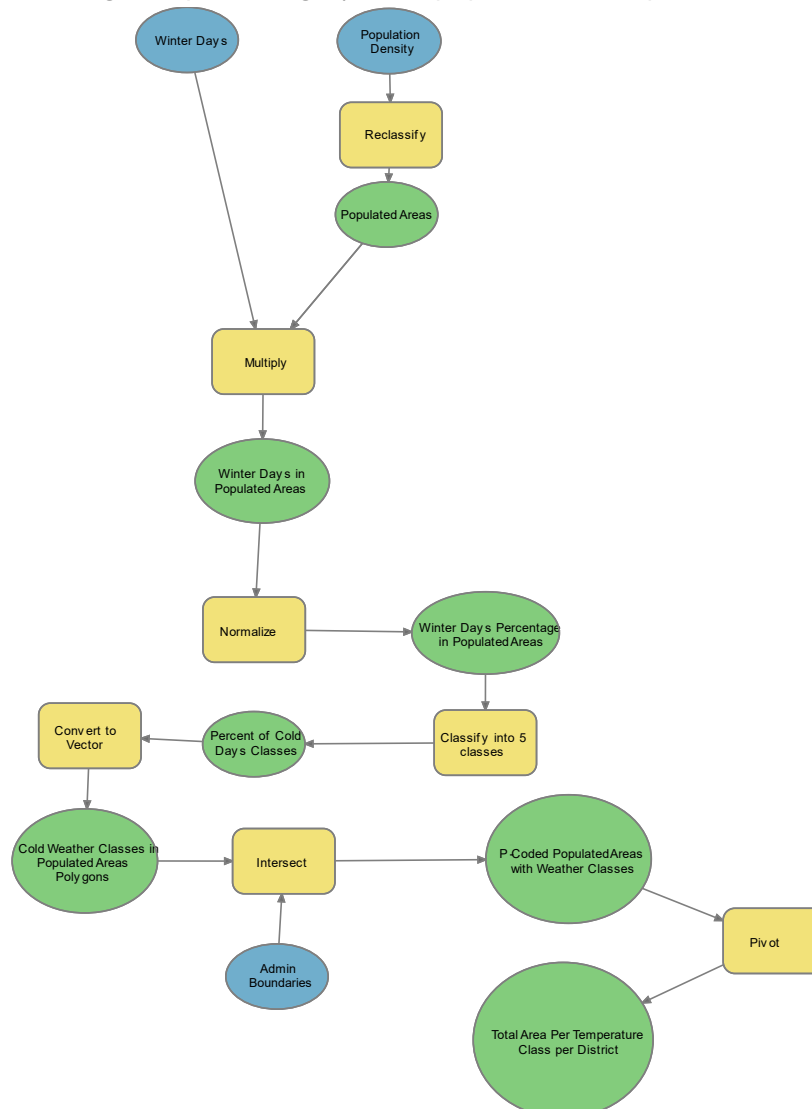 Winter Days
Population
Density
Reclassify
Populated Areas
Multiply
Winter Days in
Populated Areas
Normalize
Winter Days Percentage
in Populated Areas
Convert to
Vector
Percent of Cold
Days Classes
Classify into 5
classes
Cold Weather Classes in
Populated Areas
Polygons
Intersect
P-Coded Populated Areas
with Weather Classes
Pivot
Admin
Boundaries
Total Area Per Temperature
Class per District